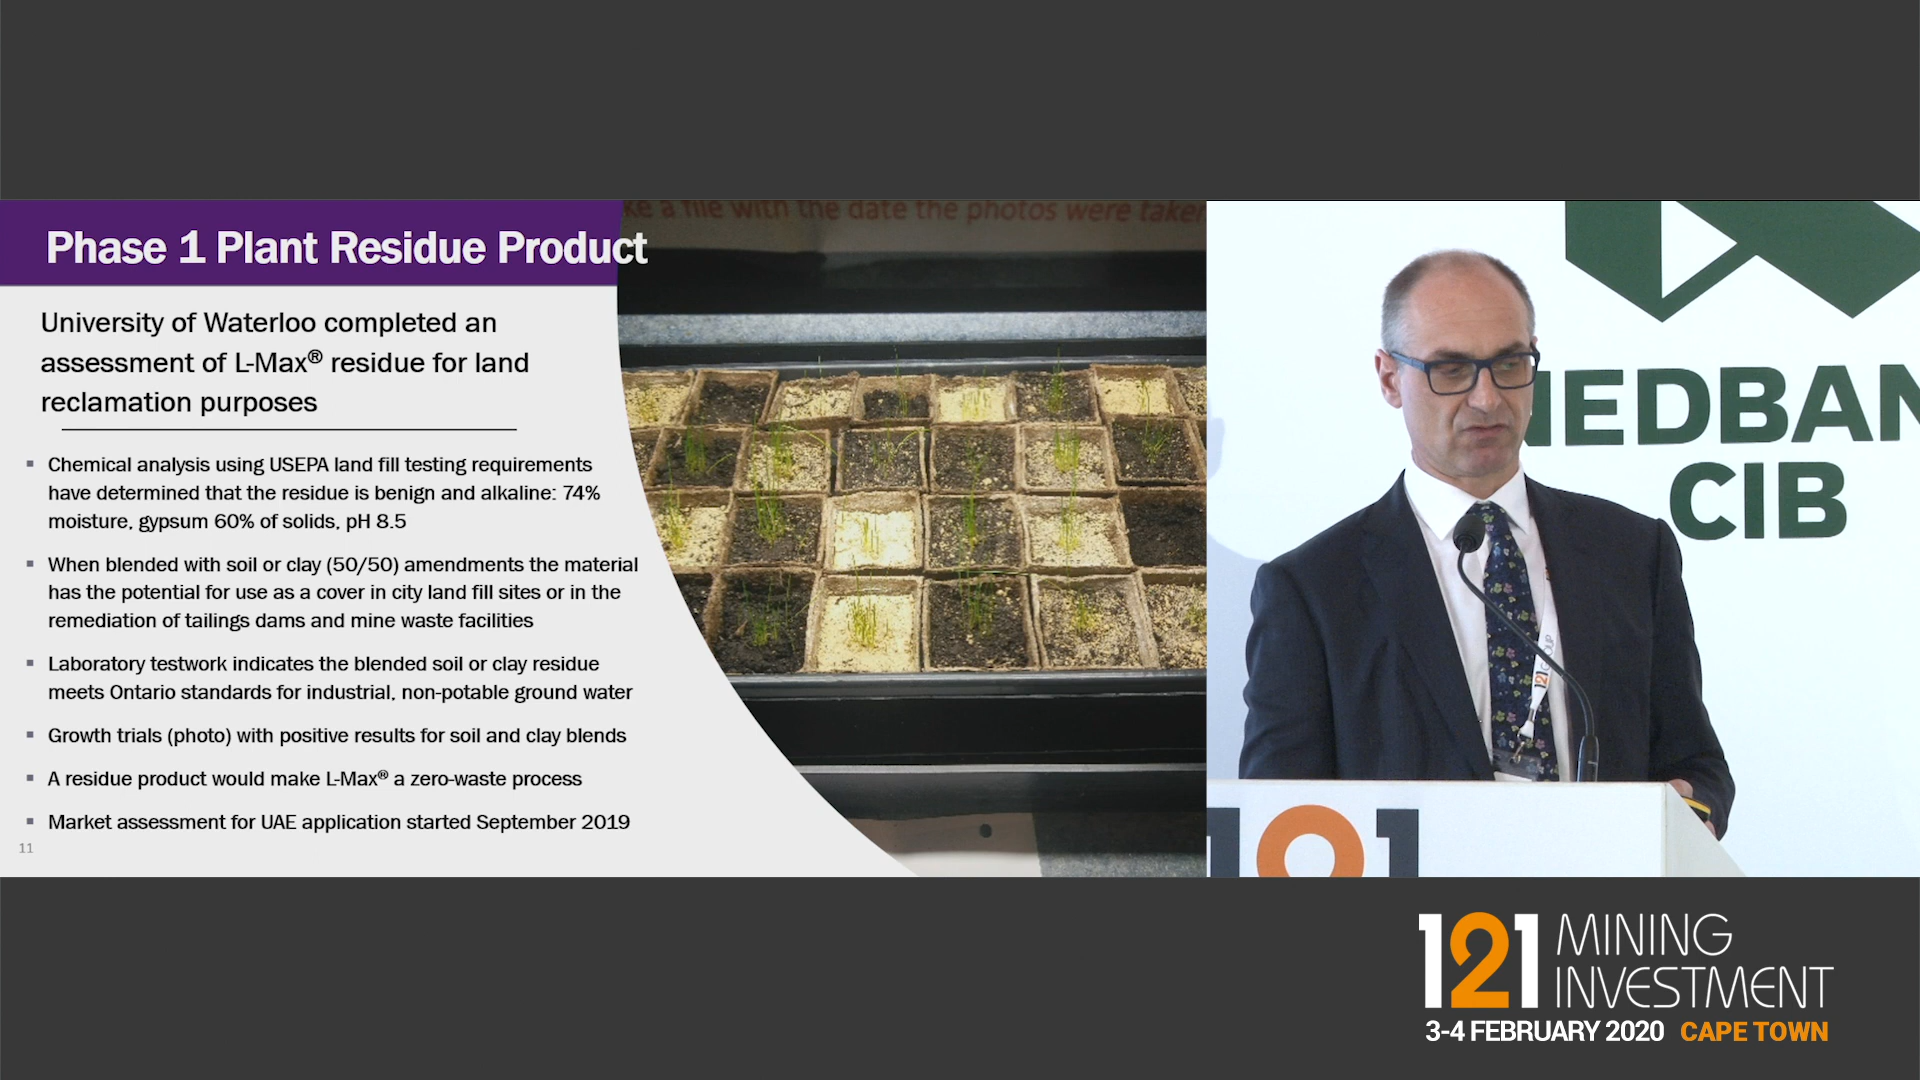 Phase 1 Plant Residue Product
University of Waterloo completed an
assessment of L-Max® residue for land
reclamation purposes
▪ Chemical analysis using USEPA land fill testing requirements
have determined that the residue is benign and alkaline: 74%
moisture, gypsum 60% of solids, pH 8.5
▪ When blended with soil or clay (50/50) amendments the material
has the potential for use as a cover in city land fill sites or in the
remediation of tailings dams and mine waste facilities
▪ Laboratory testwork indicates the blended soil or clay residue
meets Ontario standards for industrial, non-potable ground water
▪ Growth trials (photo) with positive results for soil and clay blends
▪ A residue product would make L-Max® a zero-waste process
▪ Market assessment for UAE application started September 2019
11
ke a file with the date the photos were taken
NEDBAN
CIB
121 GROUP
121
121 MINING
INVESTMENT
3-4 FEBRUARY 2020 CAPE TOWN